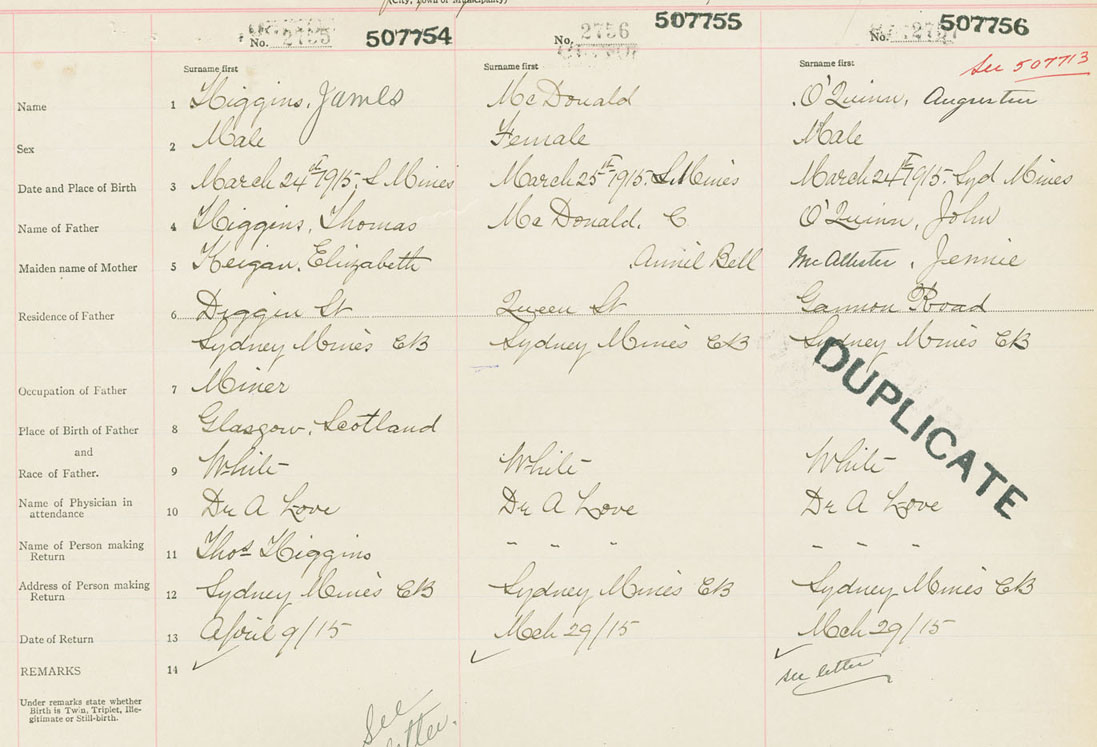 (City, Town or Municipality)
No. 2755 507754 No. 2756 507755 No. 507756
Surname first Surname first Surname first See 507713
Name 1 Higgins, James McDonald O'Quinn, Augustin
Sex 2 Male Female Male
Date and Place of Birth 3 March 24th 1915. S Mines March 25th 1915. S. Mines March 24th 1915. Syd Mines
Name of Father 4 Higgins, Thomas McDonald. C. O'Quinn, John
Maiden name of Mother 5 Keigan, Elizabeth Annie Bell McAllister, Jennie
Residence of Father 6 Diggin St Queen St Gannon Road
Sydney Mines CB Sydney Mines CB Sydney Mines CB
Occupation of Father 7 Miner
DUPLICATE
Place of Birth of Father 8 Glasgow, Scotland
and
Race of Father. 9 White White White
Name of Physician in attendance 10 Dr A Love Dr A Love Dr A Love
Name of Person making Return 11 Thos Higgins " " " " " "
Address of Person making Return 12 Sydney Mines CB Sydney Mines CB Sydney Mines CB
Date of Return 13 April 9/15 Mch 29/15 Mch 29/15
REMARKS 14 see letter
Under remarks state whether
Birth is Twin, Triplet, Ille-
gitimate or Still-birth.
See
letter.